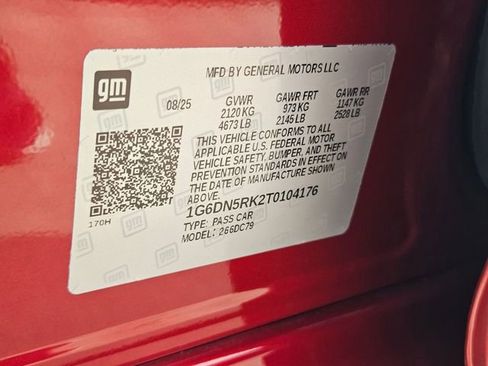 gm
MFD BY GENERAL MOTORS LLC
08/25 GVWR GAWR FRT GAWR RR
2120 KG 973 KG 1147 KG
4673 LB 2145 LB 2528 LB
THIS VEHICLE CONFORMS TO ALL
APPLICABLE U.S. FEDERAL MOTOR
VEHICLE SAFETY, BUMPER, AND THEFT
PREVENTION STANDARDS IN EFFECT ON
THE DATE OF MANUFACTURE SHOWN
ABOVE.
1G6DN5RK2T0104176
170H
TYPE: PASS CAR
MODEL: 266DC79